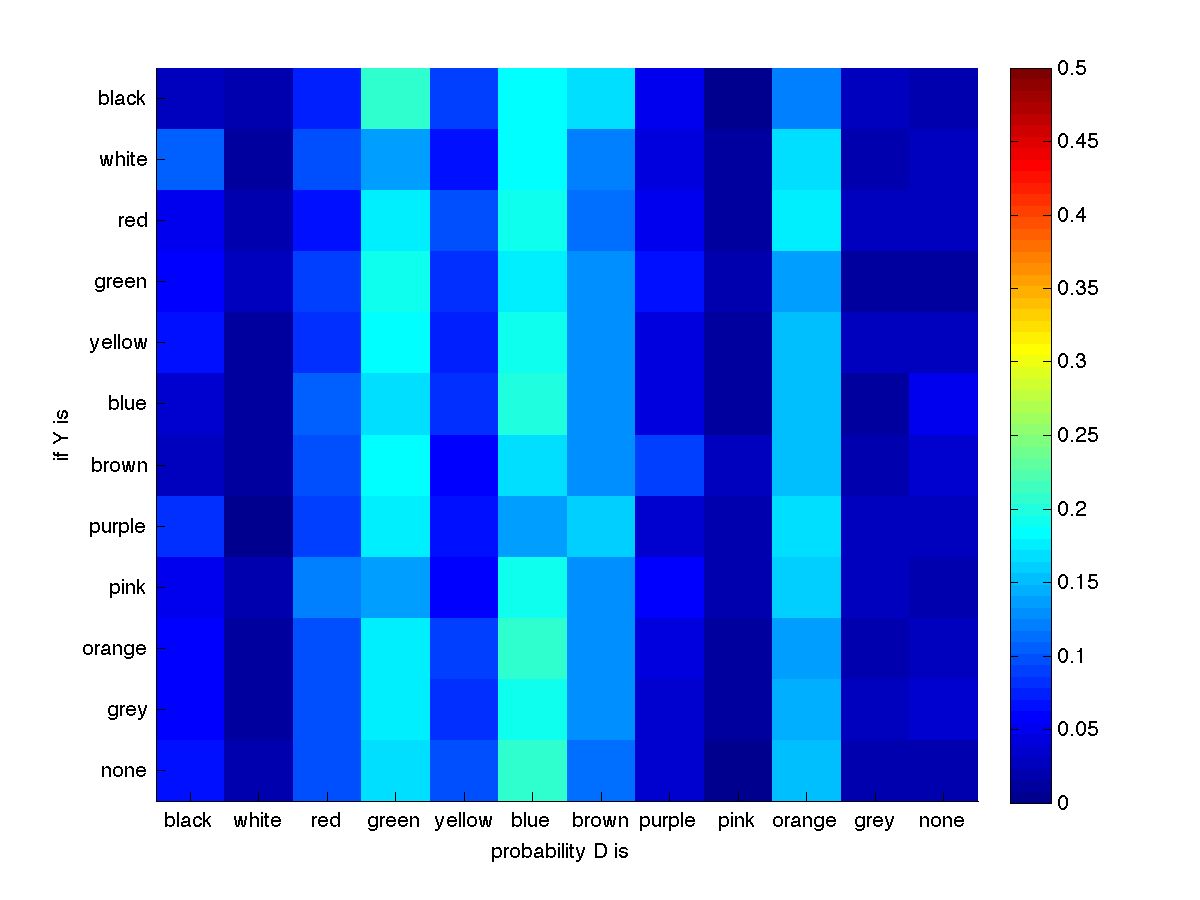 black
white
red
green
yellow
blue
brown
purple
pink
orange
grey
none
if Y is
black white red green yellow blue brown purple pink orange grey none
probability D is
0.5
0.45
0.4
0.35
0.3
0.25
0.2
0.15
0.1
0.05
0